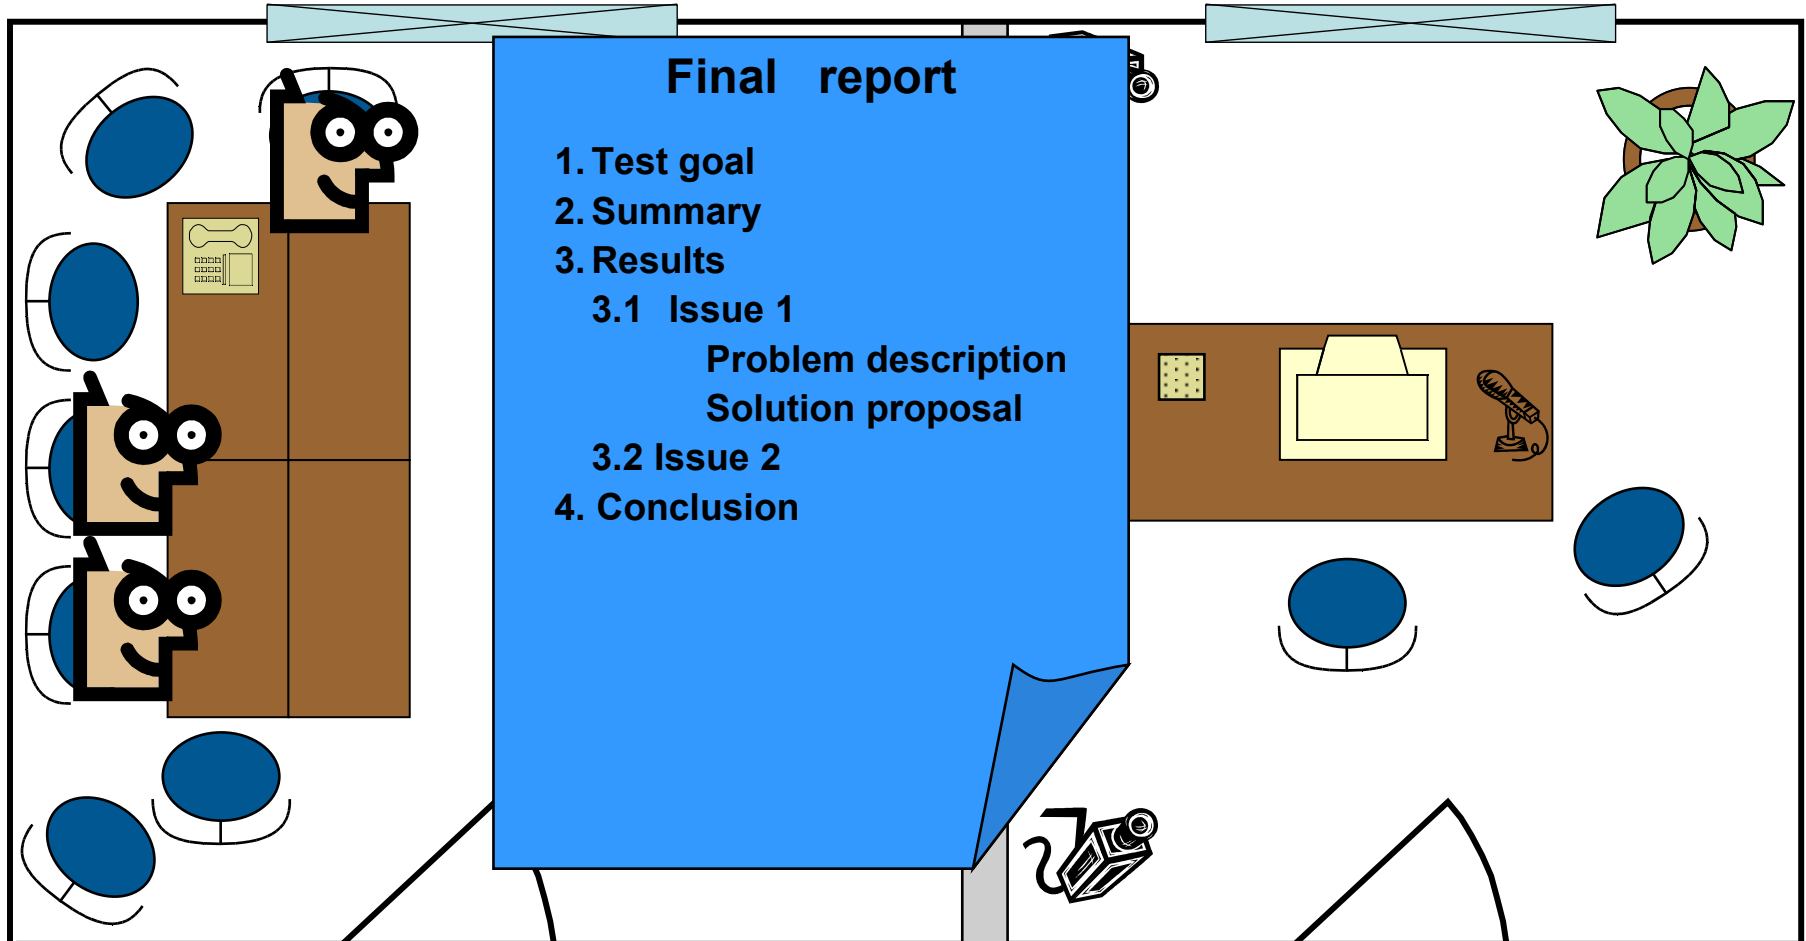 Final report
1. Test goal
2. Summary
3. Results
3.1 Issue 1
Problem description
Solution proposal
3.2 Issue 2
4. Conclusion